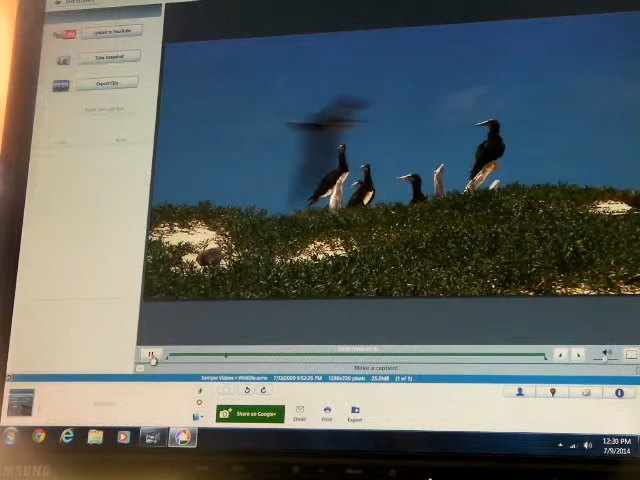 YouTube Upload to YouTube
Take Snapshot
Export Clip
Make a caption!
Sample Videos > Wildlife.wmv 7/13/2009 9:52:25 PM 1280x720 pixels 25.0MB (1 of 1)
Share on Google+
Email
Print
Export
12:30 PM
7/9/2014
SAMSUNG